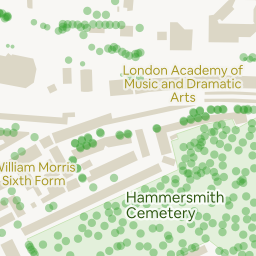 London Academy of
Music and Dramatic
Arts
William Morris
Sixth Form
Hammersmith
Cemetery